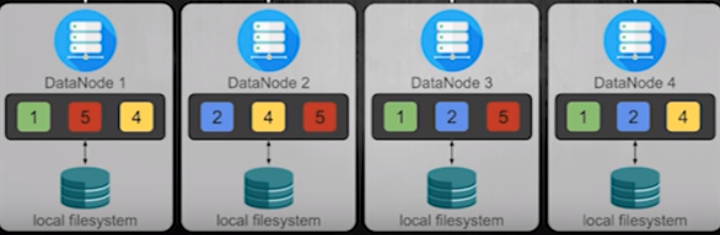 DataNode 1
DataNode 2
DataNode 3
DataNode 4
1 5 4
2 4 5
1 2 5
1 2 4
local filesystem
local filesystem
local filesystem
local filesystem